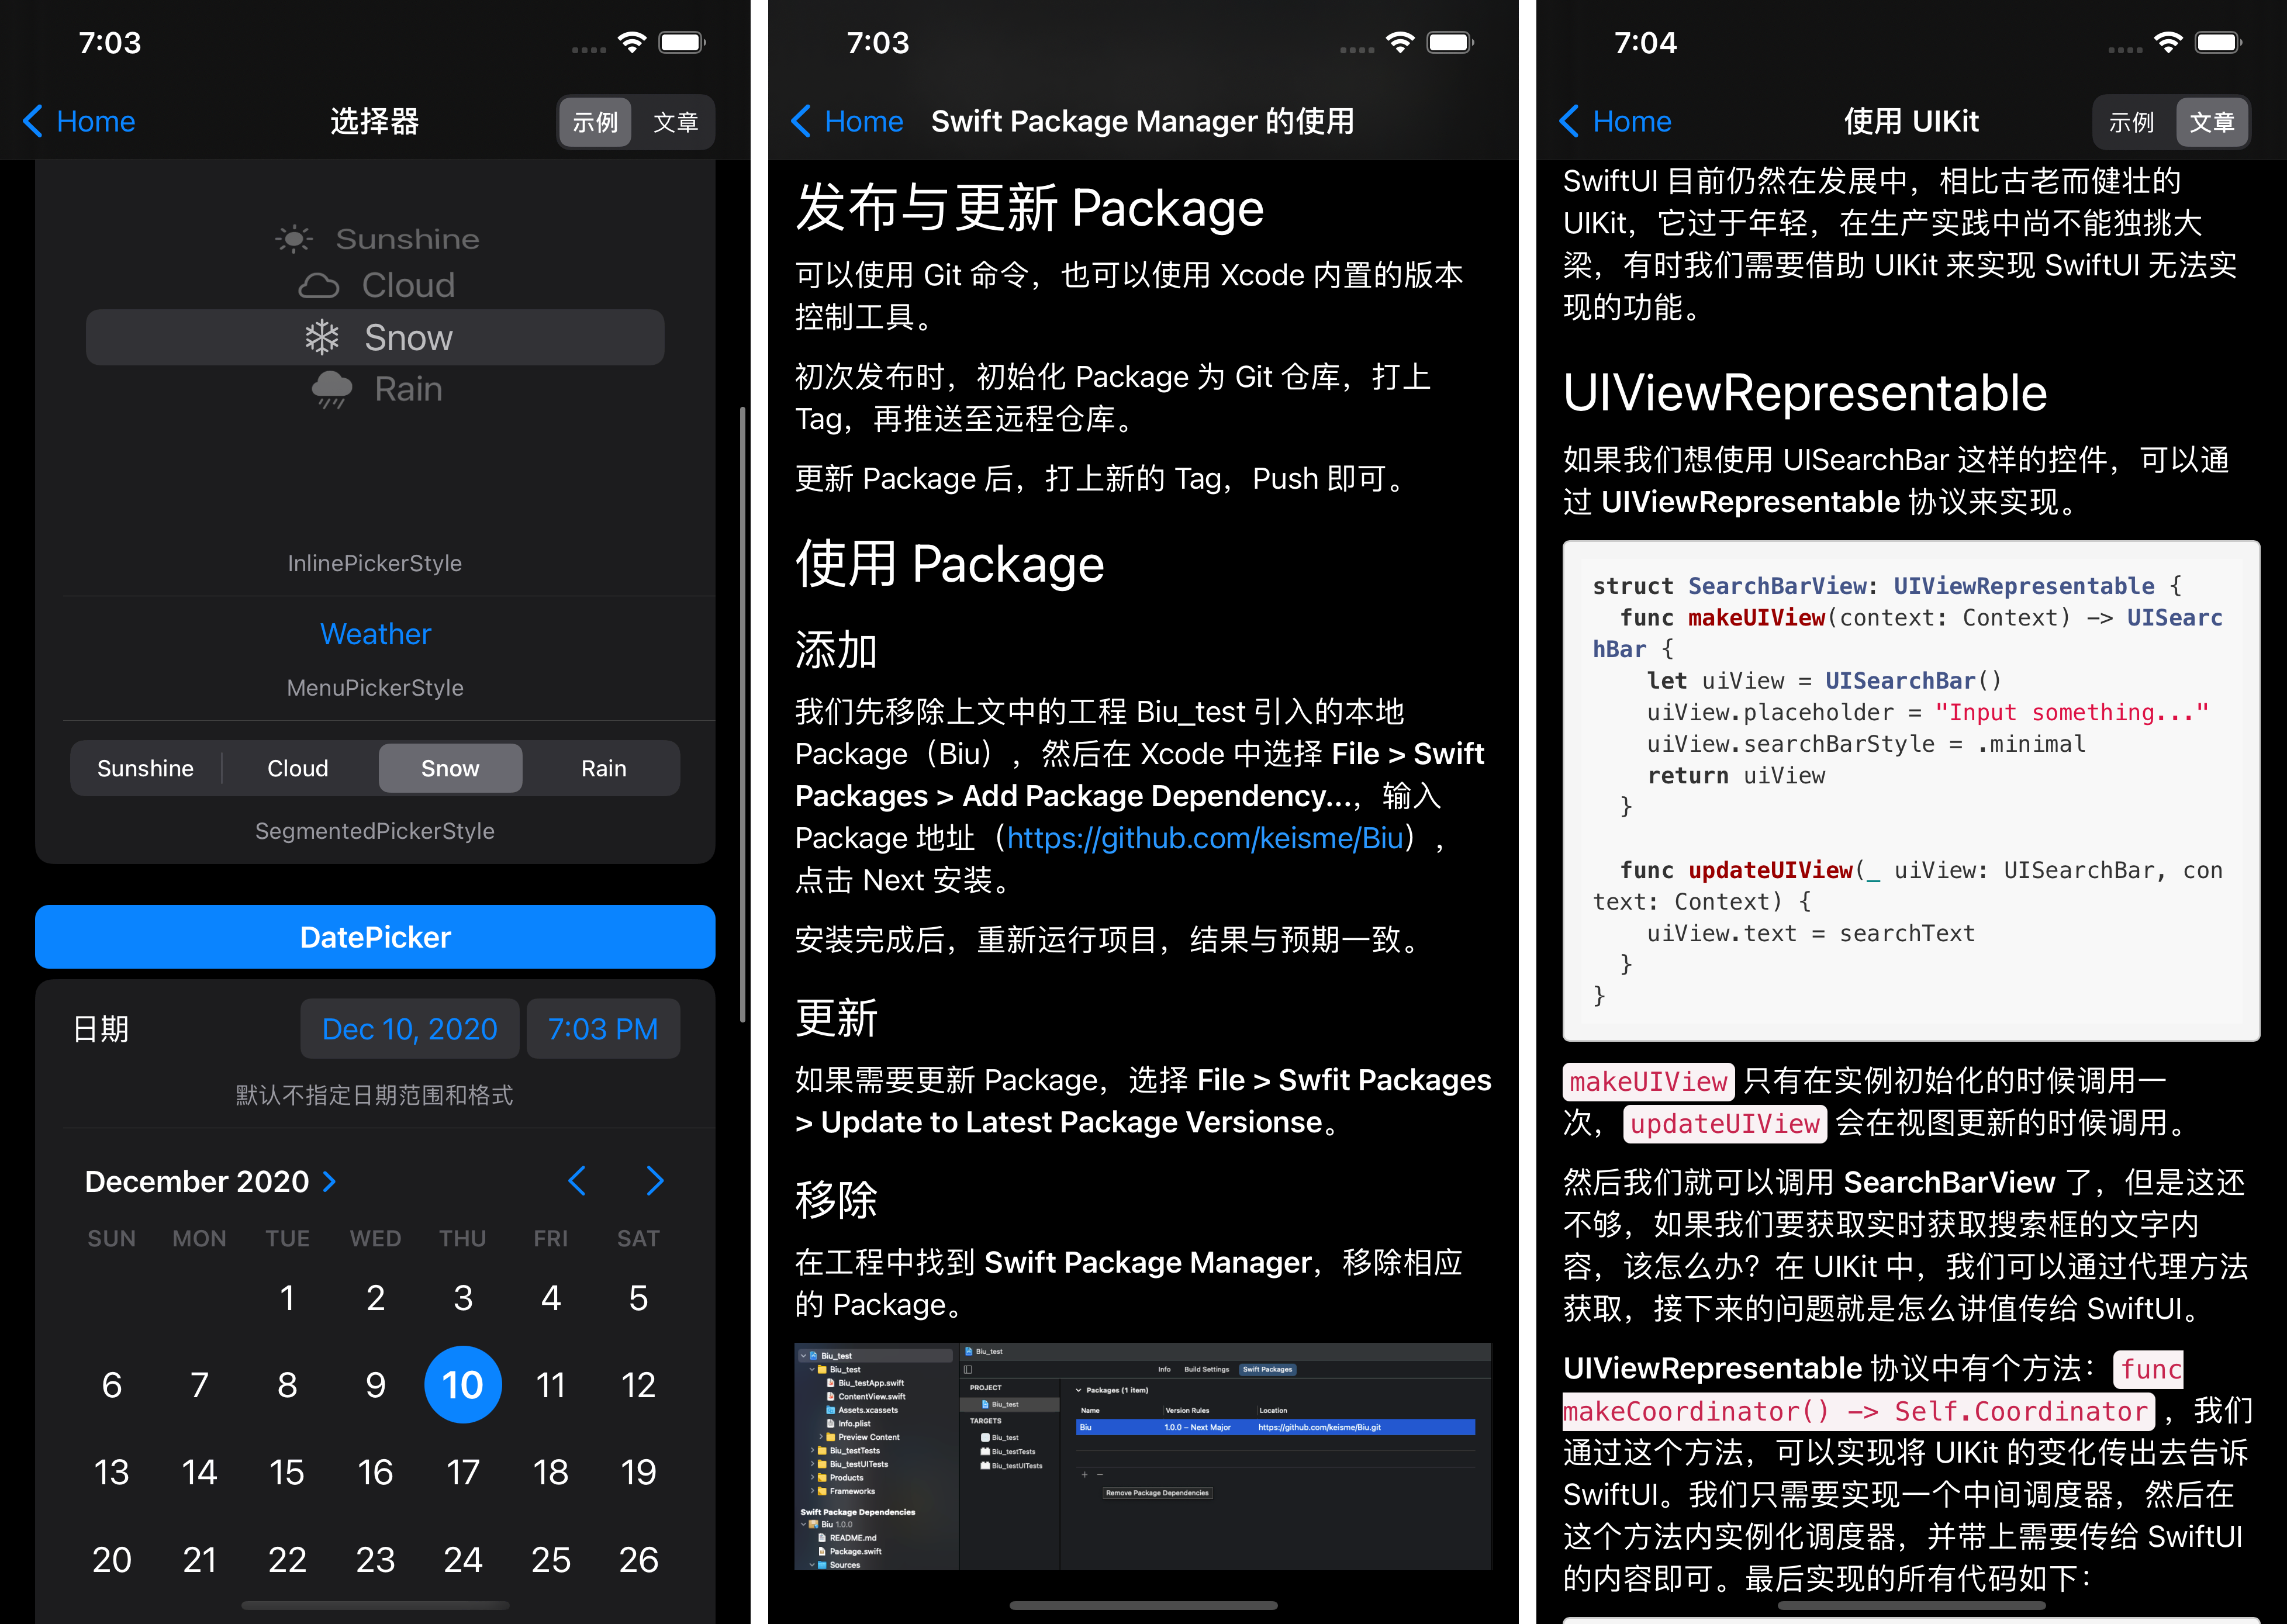 7:03
Home
选择器
示例
文章
Sunshine
Cloud
Snow
Rain
InlinePickerStyle
Weather
MenuPickerStyle
Sunshine
Cloud
Snow
Rain
SegmentedPickerStyle
DatePicker
日期
Dec 10, 2020
7:03 PM
默认不指定日期范围和格式
December 2020
SUN MON TUE WED THU FRI SAT
1 2 3 4 5
6 7 8 9 10 11 12
13 14 15 16 17 18 19
20 21 22 23 24 25 26
7:03
Home
Swift Package Manager 的使用
发布与更新 Package
可以使用 Git 命令，也可以使用 Xcode 内置的版本
控制工具。
初次发布时，初始化 Package 为 Git 仓库，打上
Tag，再推送至远程仓库。
更新 Package 后，打上新的 Tag，Push 即可。
使用 Package
添加
我们先移除上文中的工程 Biu_test 引入的本地
Package（Biu），然后在 Xcode 中选择 File > Swift
Packages > Add Package Dependency...，输入
Package 地址（https://github.com/keisme/Biu），
点击 Next 安装。
安装完成后，重新运行项目，结果与预期一致。
更新
如果需要更新 Package，选择 File > Swfit Packages
> Update to Latest Package Versionse。
移除
在工程中找到 Swift Package Manager，移除相应
的 Package。
Biu_test
Biu_test
Biu_testApp.swift
ContentView.swift
Assets.xcassets
Info.plist
Preview Content
Biu_testTests
Biu_testUITests
Products
Frameworks
Swift Package Dependencies
Biu 1.0.0
README.md
Package.swift
Sources
Biu_test
Info
Build Settings
Swift Packages
PROJECT
Biu_test
TARGETS
Biu_test
Biu_testTests
Biu_testUITests
Packages (1 item)
Name Version Rules Location
Biu 1.0.0 – Next Major https://github.com/keisme/Biu.git
+ −
Remove Package Dependencies
7:04
Home
使用 UIKit
示例
文章
SwiftUI 目前仍然在发展中，相比古老而健壮的
UIKit，它过于年轻，在生产实践中尚不能独挑大
梁，有时我们需要借助 UIKit 来实现 SwiftUI 无法实
现的功能。
UIViewRepresentable
如果我们想使用 UISearchBar 这样的控件，可以通
过 UIViewRepresentable 协议来实现。
struct SearchBarView: UIViewRepresentable {
func makeUIView(context: Context) -> UISearc
hBar {
let uiView = UISearchBar()
uiView.placeholder = "Input something..."
uiView.searchBarStyle = .minimal
return uiView
}
func updateUIView(_ uiView: UISearchBar, con
text: Context) {
uiView.text = searchText
}
}
makeUIView 只有在实例初始化的时候调用一
次，updateUIView 会在视图更新的时候调用。
然后我们就可以调用 SearchBarView 了，但是这还
不够，如果我们要获取实时获取搜索框的文字内
容，该怎么办？在 UIKit 中，我们可以通过代理方法
获取，接下来的问题就是怎么讲值传给 SwiftUI。
UIViewRepresentable 协议中有个方法：func
makeCoordinator() -> Self.Coordinator，我们
通过这个方法，可以实现将 UIKit 的变化传出去告诉
SwiftUI。我们只需要实现一个中间调度器，然后在
这个方法内实例化调度器，并带上需要传给 SwiftUI
的内容即可。最后实现的所有代码如下：